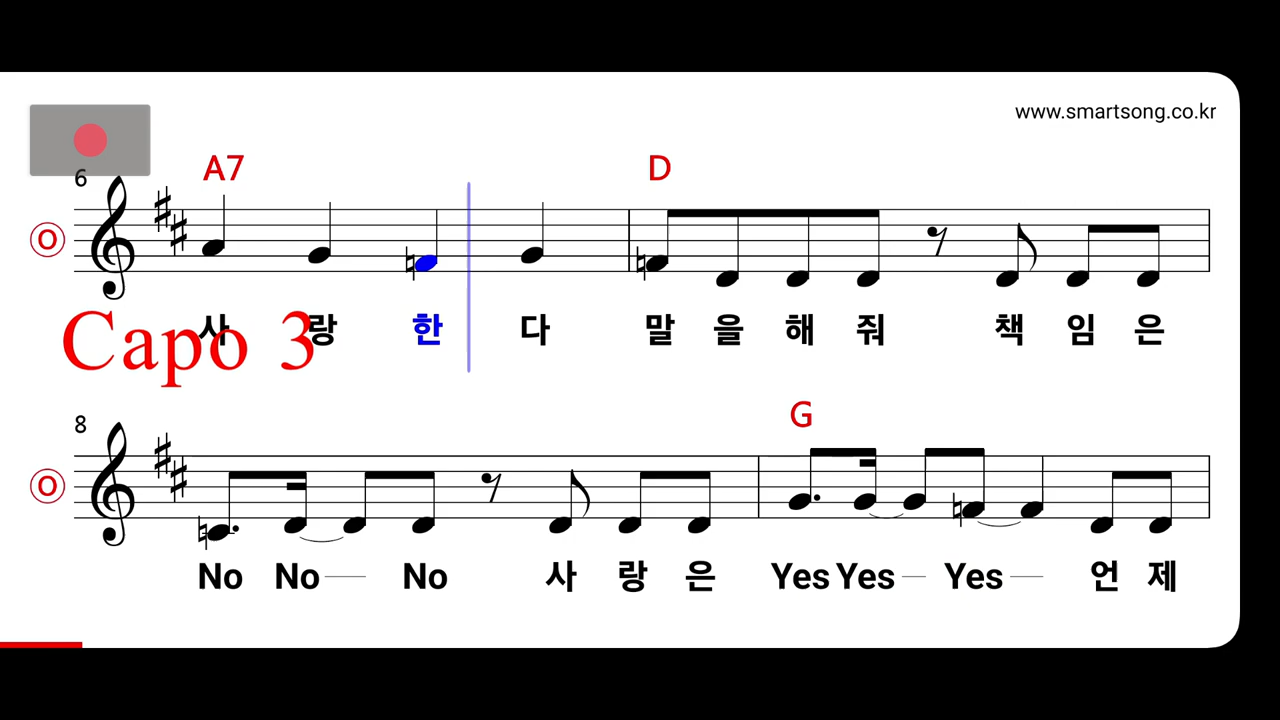 www.smartsong.co.kr
6
A7 D
O
사 랑 한 다 말 을 해 줘 책 임 은
Capo 3
8
G
O
No No No 사 랑 은 Yes Yes Yes 언 제